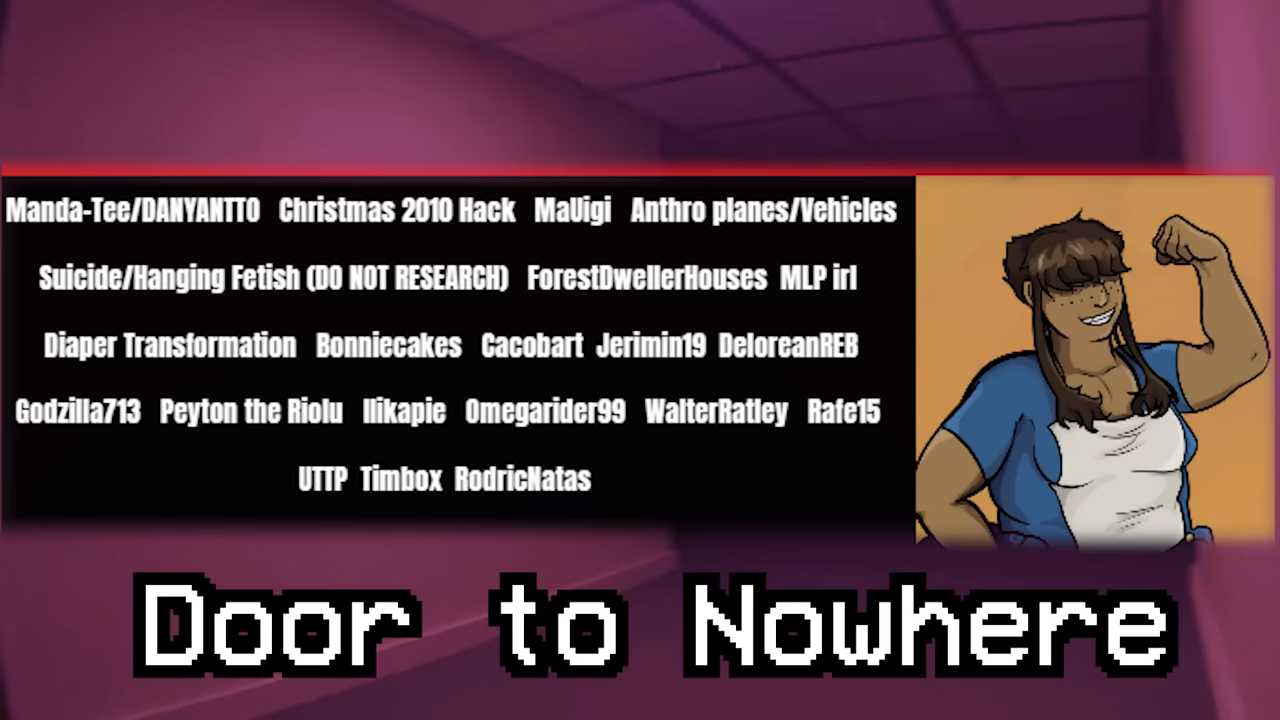 Manda-Tee/DANYANTTO Christmas 2010 Hack MaUigi Anthro planes/Vehicles
Suicide/Hanging Fetish (DO NOT RESEARCH) ForestDwellerHouses MLP irl
Diaper Transformation Bonniecakes Cacobart Jerimin19 DeloreanREB
Godzilla713 Peyton the Riolu Ilikapie Omegarider99 WalterRatley Rafe15
UTTP Timbox RodricNatas
Door to Nowhere